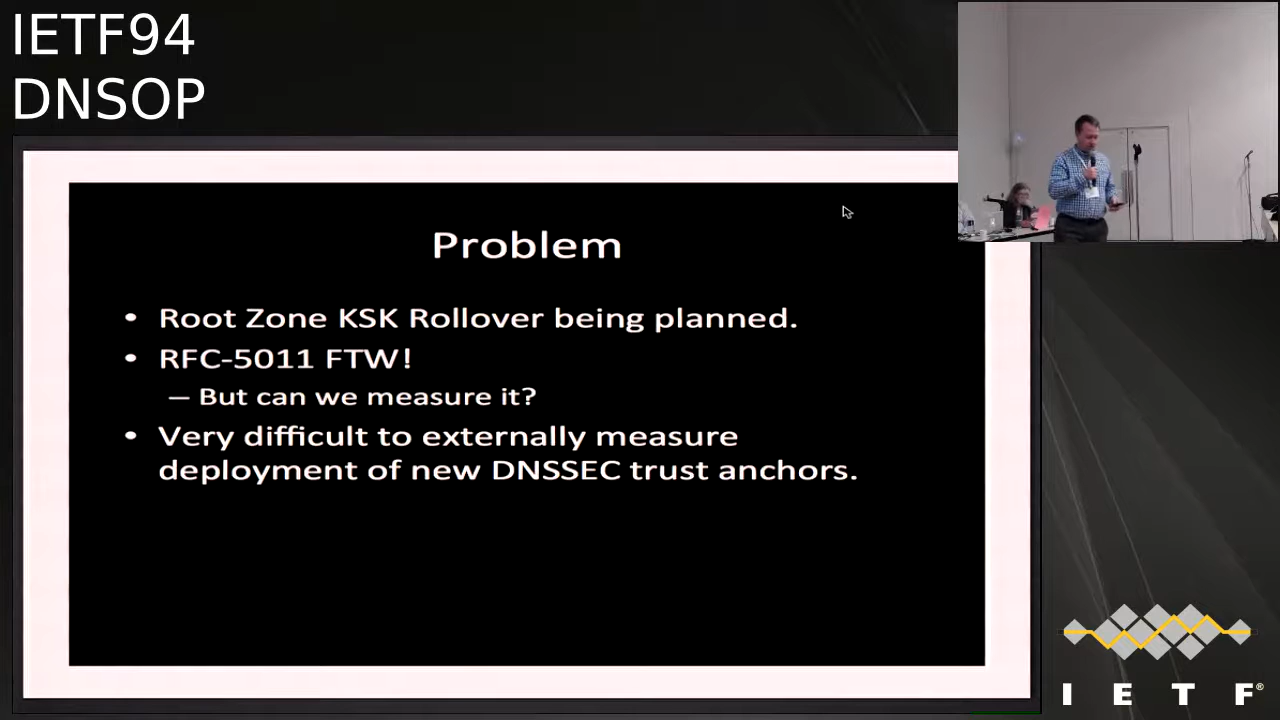 IETF94
DNSOP
Problem
• Root Zone KSK Rollover being planned.
• RFC-5011 FTW!
– But can we measure it?
• Very difficult to externally measure
deployment of new DNSSEC trust anchors.
I E T F®